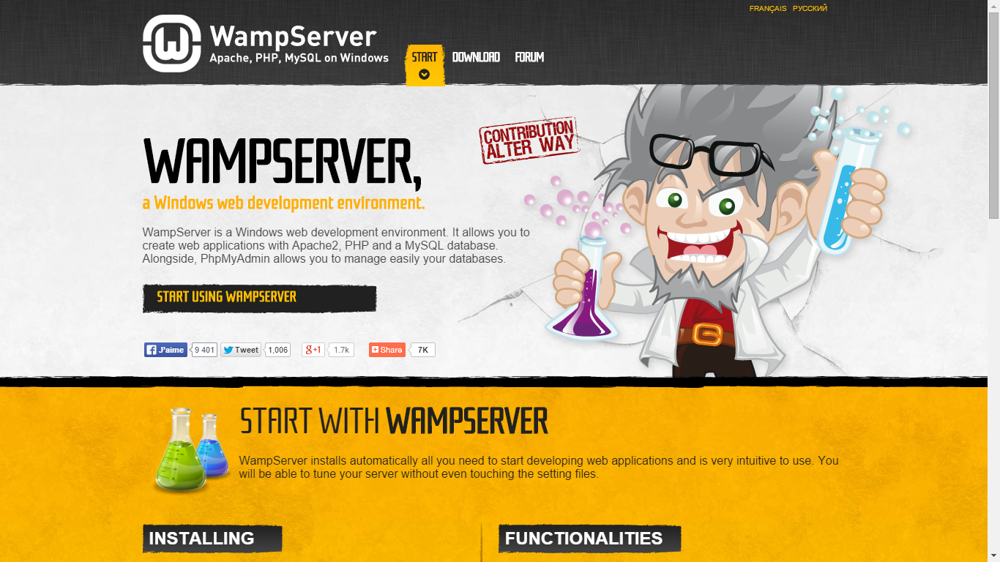 FRANÇAIS РУССКИЙ
WampServer
Apache, PHP, MySQL on Windows
START DOWNLOAD FORUM
CONTRIBUTION
ALTER WAY
WAMPSERVER,
a Windows web development environment.
WampServer is a Windows web development environment. It allows you to
create web applications with Apache2, PHP and a MySQL database.
Alongside, PhpMyAdmin allows you to manage easily your databases.
START USING WAMPSERVER
J'aime 9 401 Tweet 1,006 g+1 1.7k Share 7K
START WITH WAMPSERVER
WampServer installs automatically all you need to start developing web applications and is very intuitive to use. You
will be able to tune your server without even touching the setting files.
INSTALLING FUNCTIONALITIES